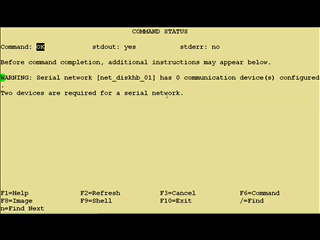 COMMAND STATUS
Command: OK stdout: yes stderr: no
Before command completion, additional instructions may appear below.
WARNING: Serial network [net_diskhb_01] has 0 communication device(s) configured
.
Two devices are required for a serial network.
F1=Help F2=Refresh F3=Cancel F6=Command
F8=Image F9=Shell F10=Exit /=Find
n=Find Next